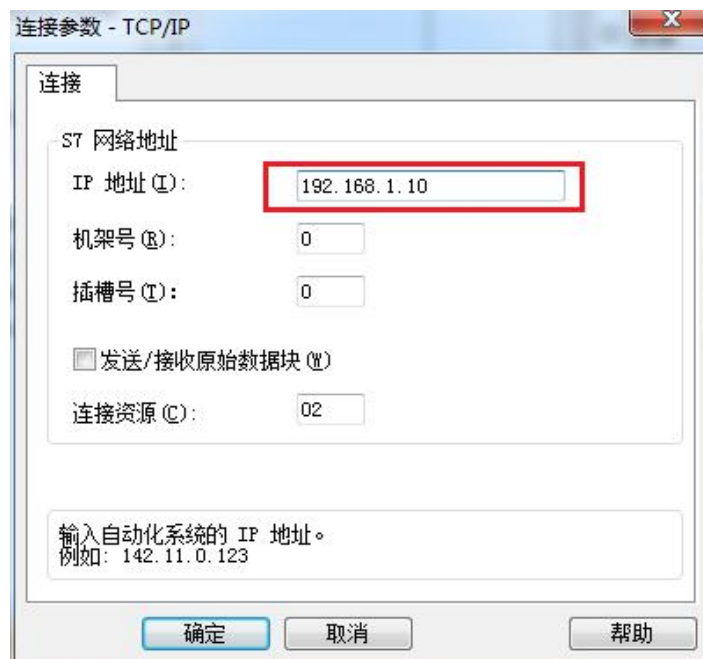 连接参数 - TCP/IP
连接
S7 网络地址
IP 地址(I): 192.168.1.10
机架号(R): 0
插槽号(T): 0
发送/接收原始数据块(W)
连接资源(C): 02
输入自动化系统的 IP 地址。
例如: 142.11.0.123
确定 取消 帮助